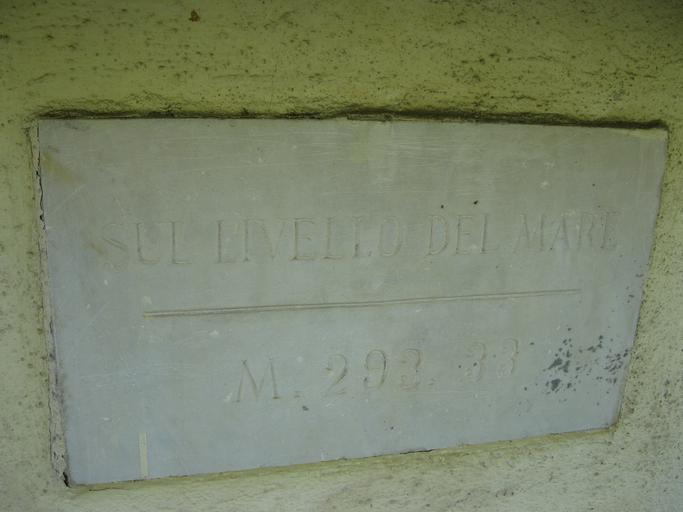 SUL LIVELLO DEL MARE
M. 293. 33